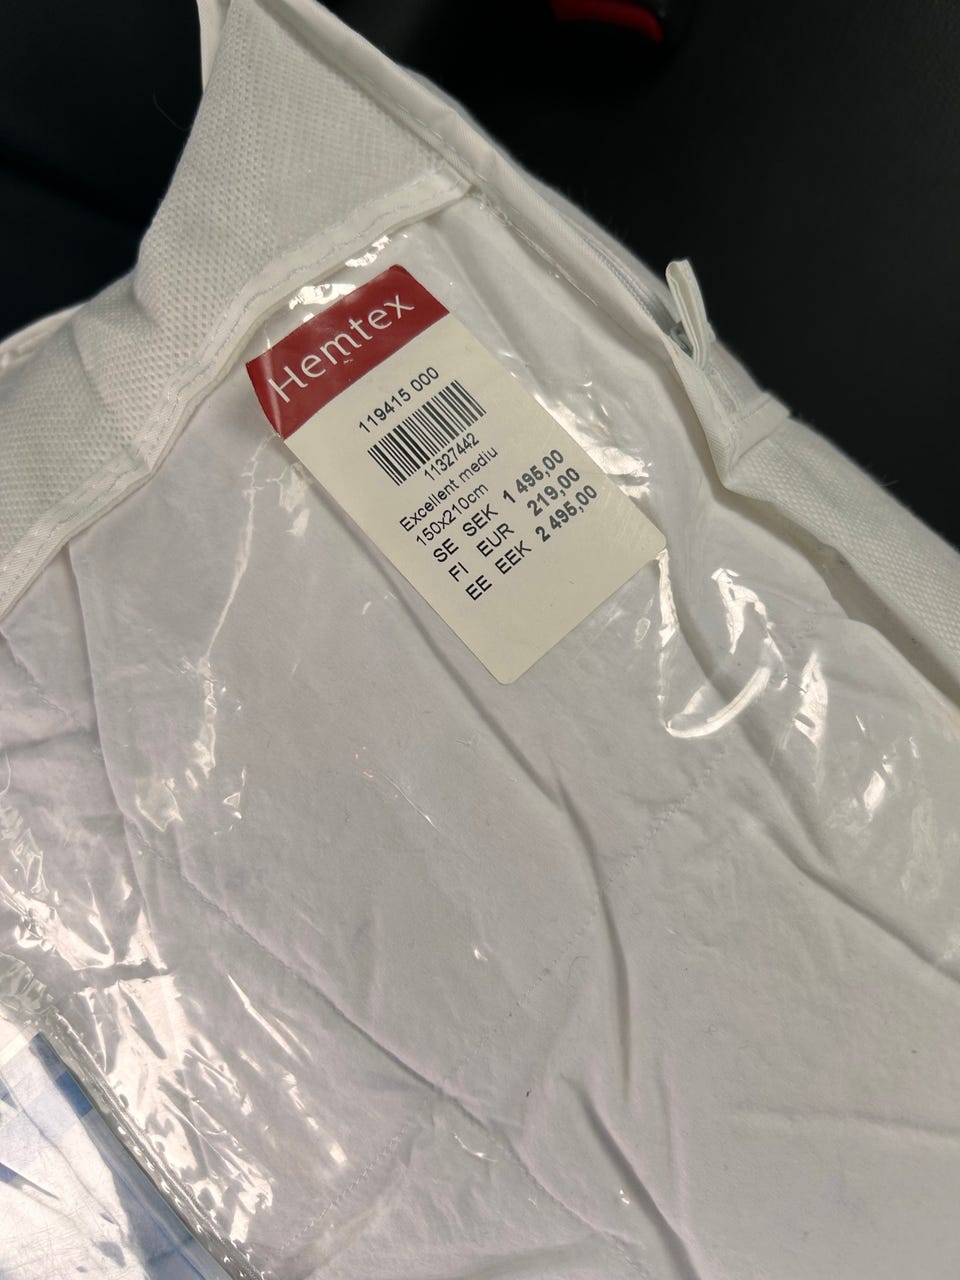 Hemtex
119415 000
11327442
Excellent mediu
150x210cm
SE SEK 1 495,00
FI EUR 219,00
EE EEK 2 495,00